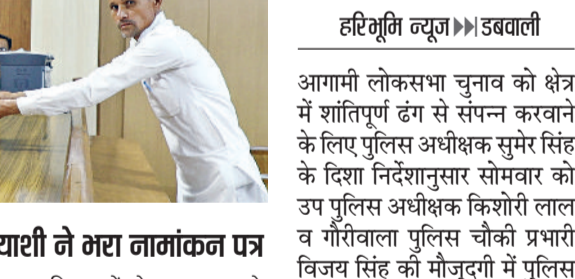 याशी ने भरा नामांकन पत्र
हरिभूमि न्यूज डबवाली
आगामी लोकसभा चुनाव को क्षेत्र
में शांतिपूर्ण ढंग से संपन्न करवाने
के लिए पुलिस अधीक्षक सुमेर सिंह
के दिशा निर्देशानुसार सोमवार को
उप पुलिस अधीक्षक किशोरी लाल
व गौरीवाला पुलिस चौकी प्रभारी
विजय सिंह की मौजूदगी में पुलिस